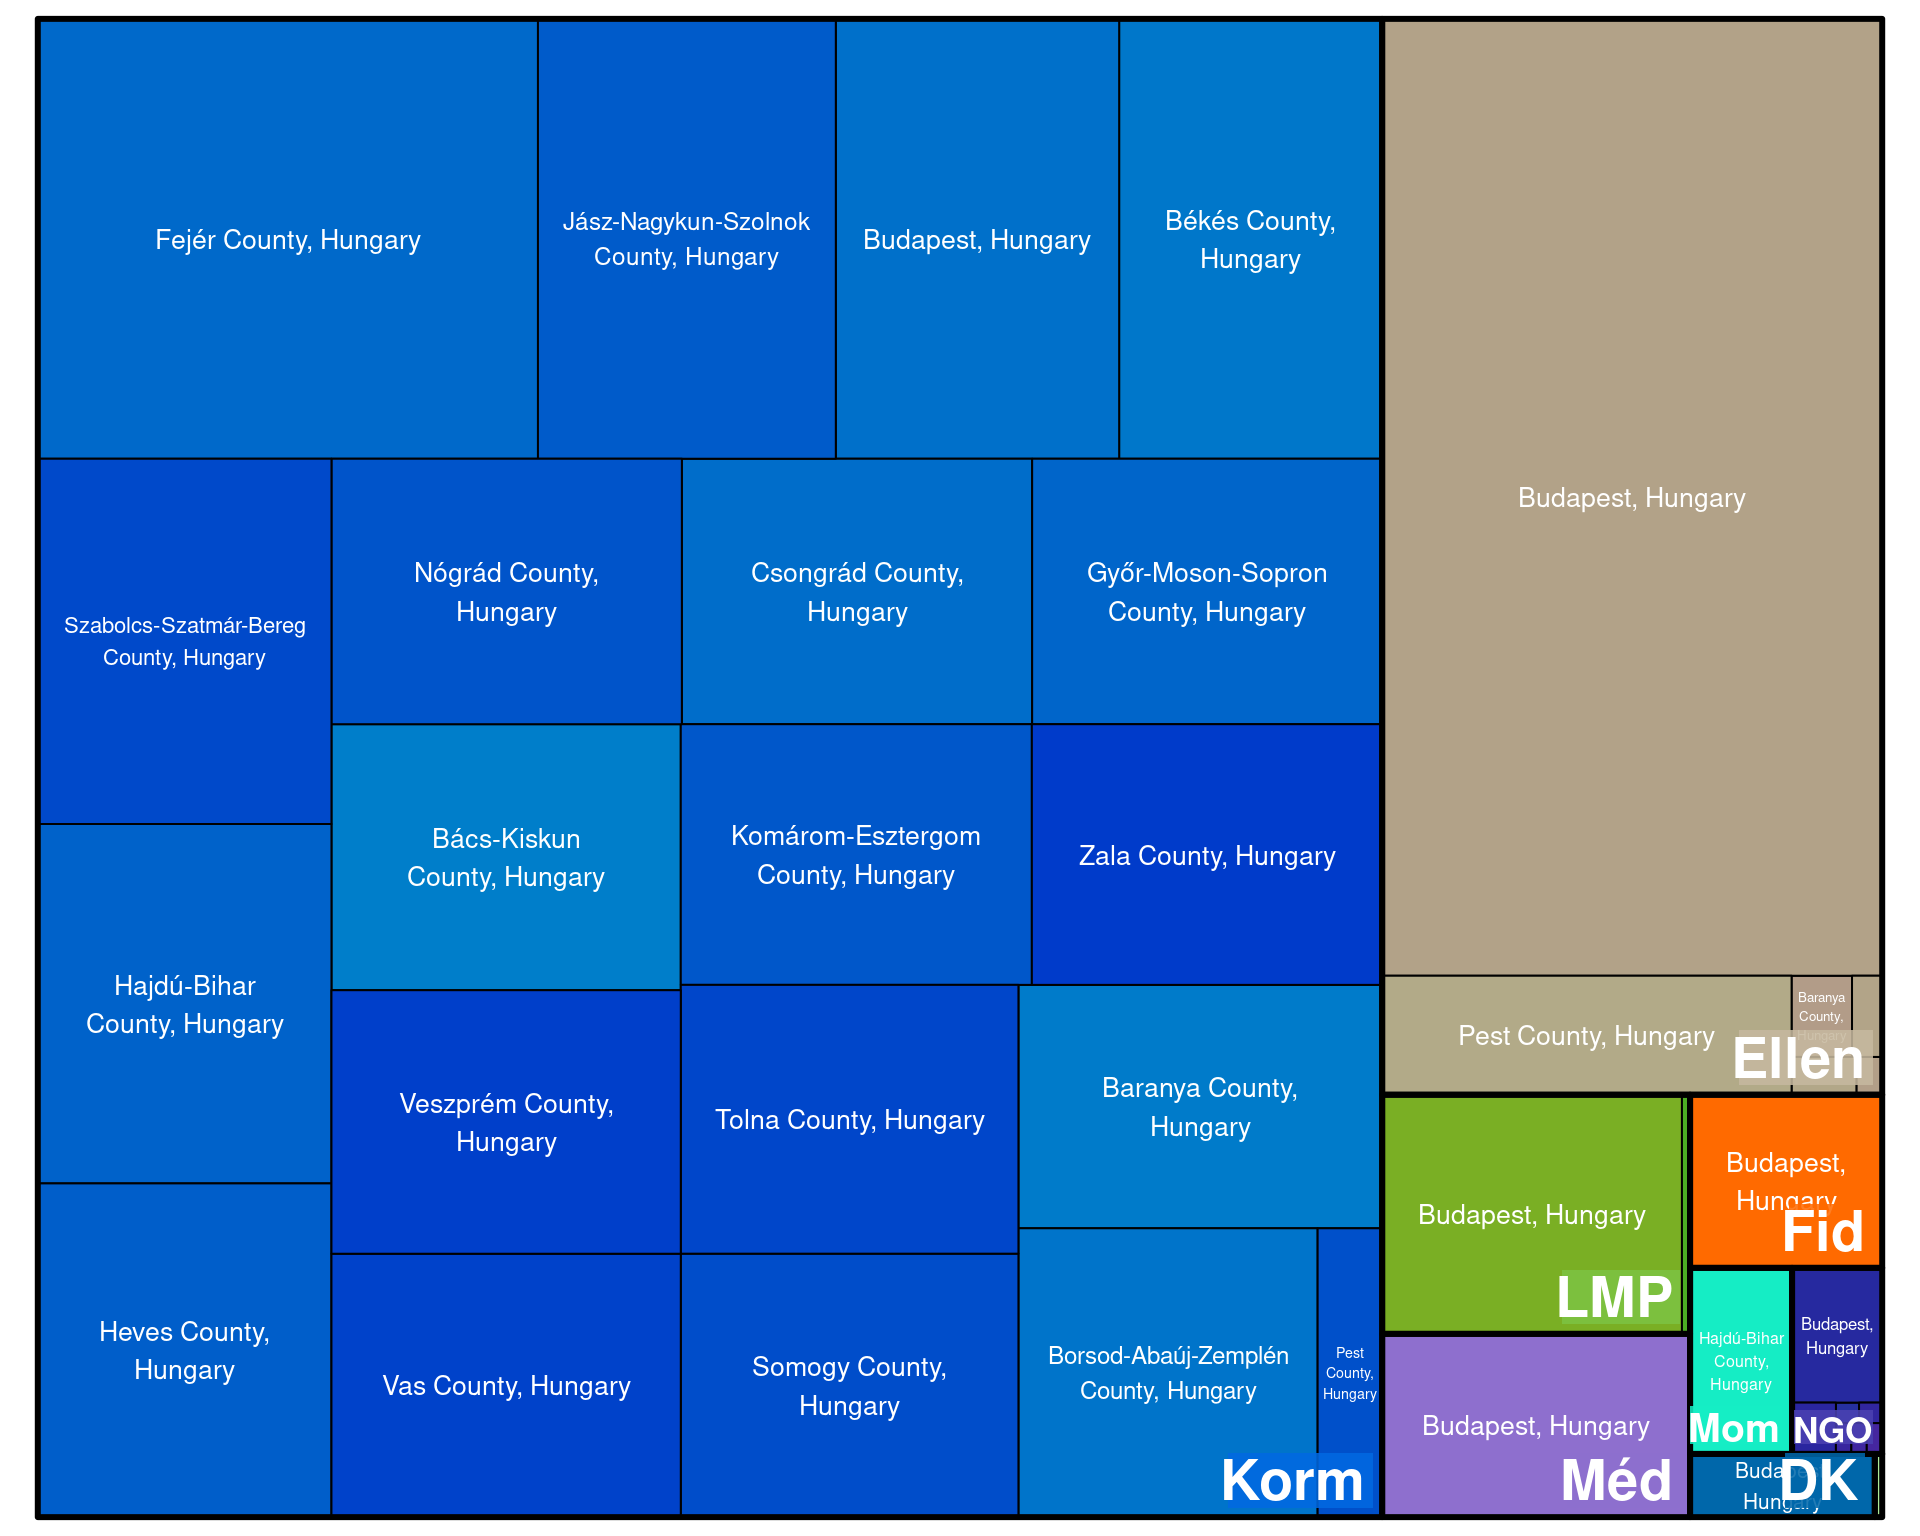 Fejér County, Hungary
Jász-Nagykun-Szolnok
County, Hungary
Budapest, Hungary
Békés County,
Hungary
Szabolcs-Szatmár-Bereg
County, Hungary
Nógrád County,
Hungary
Csongrád County,
Hungary
Győr-Moson-Sopron
County, Hungary
Hajdú-Bihar
County, Hungary
Bács-Kiskun
County, Hungary
Komárom-Esztergom
County, Hungary
Zala County, Hungary
Heves County,
Hungary
Veszprém County,
Hungary
Tolna County, Hungary
Baranya County,
Hungary
Vas County, Hungary
Somogy County,
Hungary
Borsod-Abaúj-Zemplén
County, Hungary
Pest
County,
Hungary
Korm
Budapest, Hungary
Pest County, Hungary
Baranya
County,
Hungary
Ellen
Budapest, Hungary
LMP
Budapest,
Hungary
Fid
Budapest, Hungary
Méd
Hajdú-Bihar
County,
Hungary
Mom
Budapest,
Hungary
NGO
Budapest,
Hungary
DK